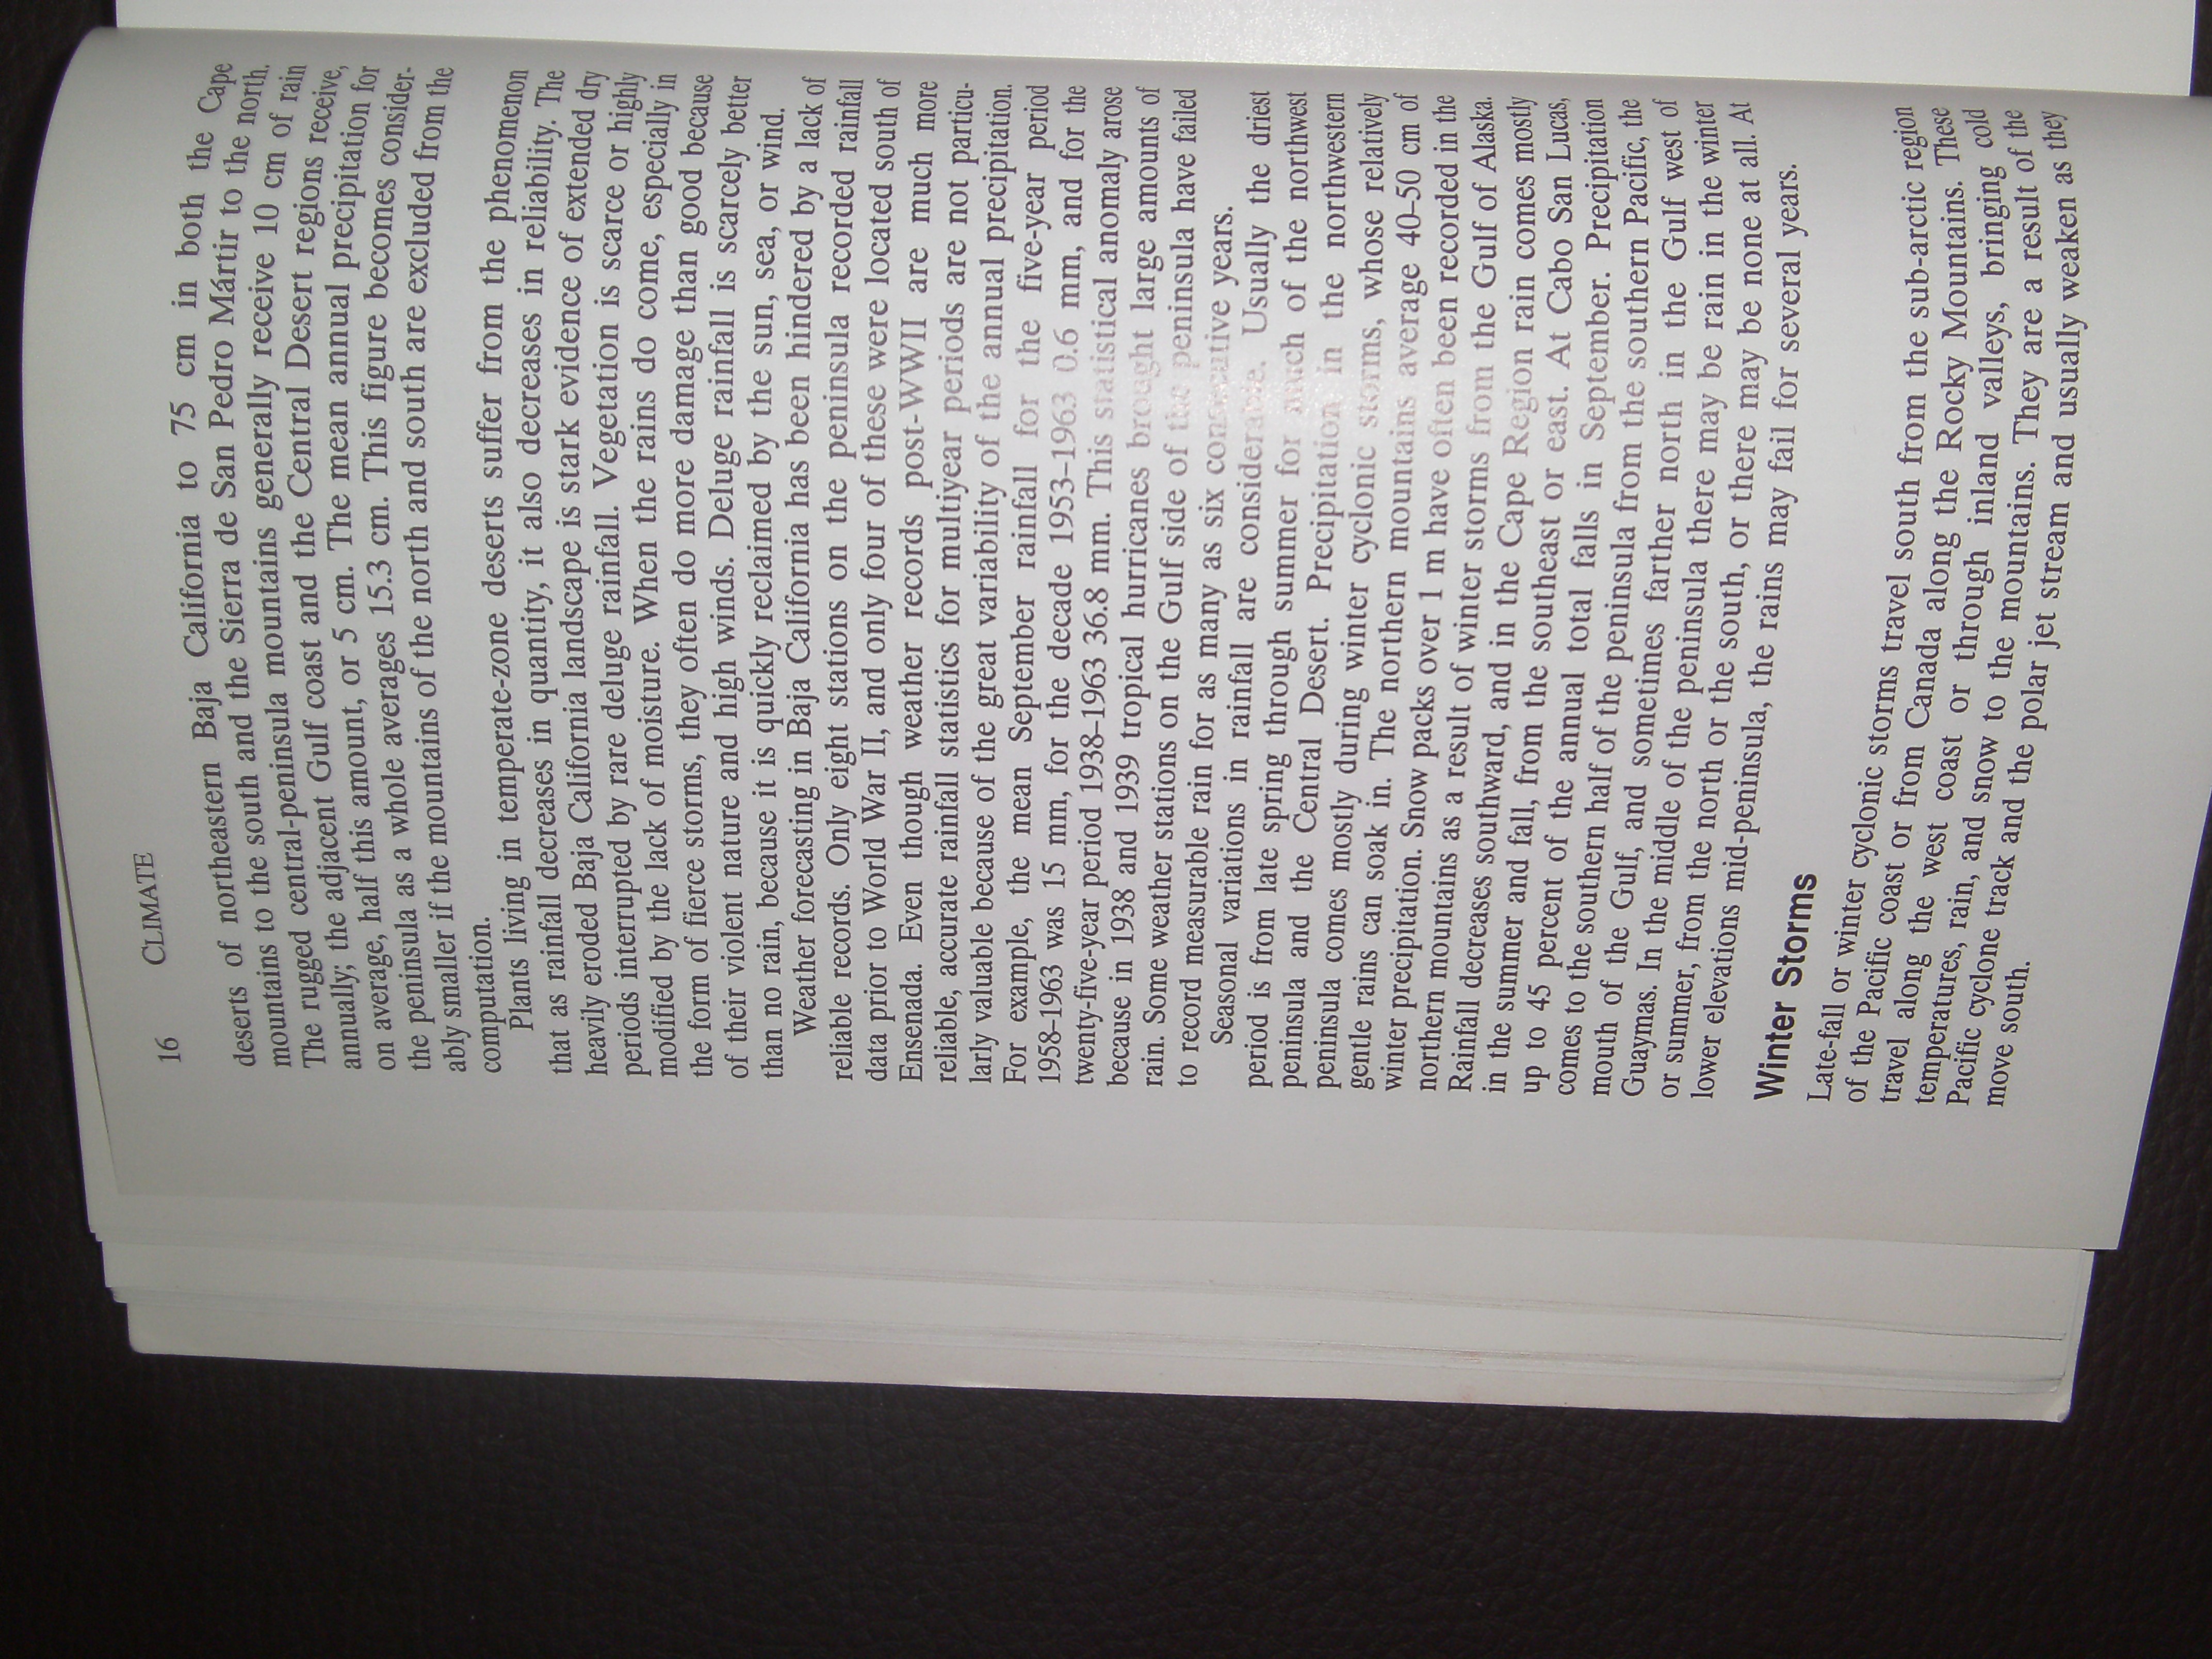 16 CLIMATE
deserts of northeastern Baja California to 75 cm in both the Cape
mountains to the south and the Sierra de San Pedro Mártir to the north.
The rugged central-peninsula mountains generally receive 10 cm of rain
annually; the adjacent Gulf coast and the Central Desert regions receive,
on average, half this amount, or 5 cm. The mean annual precipitation for
the peninsula as a whole averages 15.3 cm. This figure becomes consider-
ably smaller if the mountains of the north and south are excluded from the
computation.
Plants living in temperate-zone deserts suffer from the phenomenon
that as rainfall decreases in quantity, it also decreases in reliability. The
heavily eroded Baja California landscape is stark evidence of extended dry
periods interrupted by rare deluge rainfall. Vegetation is scarce or highly
modified by the lack of moisture. When the rains do come, especially in
the form of fierce storms, they often do more damage than good because
of their violent nature and high winds. Deluge rainfall is scarcely better
than no rain, because it is quickly reclaimed by the sun, sea, or wind.
Weather forecasting in Baja California has been hindered by a lack of
reliable records. Only eight stations on the peninsula recorded rainfall
data prior to World War II, and only four of these were located south of
Ensenada. Even though weather records post-WWII are much more
reliable, accurate rainfall statistics for multiyear periods are not particu-
larly valuable because of the great variability of the annual precipitation.
For example, the mean September rainfall for the five-year period
1958–1963 was 15 mm, for the decade 1953–1963 0.6 mm, and for the
twenty-five-year period 1938–1963 36.8 mm. This statistical anomaly arose
because in 1938 and 1939 tropical hurricanes brought large amounts of
rain. Some weather stations on the Gulf side of the peninsula have failed
to record measurable rain for as many as six consecutive years.
Seasonal variations in rainfall are considerable. Usually the driest
period is from late spring through summer for much of the northwest
peninsula and the Central Desert. Precipitation in the northwestern
peninsula comes mostly during winter cyclonic storms, whose relatively
gentle rains can soak in. The northern mountains average 40–50 cm of
winter precipitation. Snow packs over 1 m have often been recorded in the
northern mountains as a result of winter storms from the Gulf of Alaska.
Rainfall decreases southward, and in the Cape Region rain comes mostly
in the summer and fall, from the southeast or east. At Cabo San Lucas,
up to 45 percent of the annual total falls in September. Precipitation
comes to the southern half of the peninsula from the southern Pacific, the
mouth of the Gulf, and sometimes farther north in the Gulf west of
Guaymas. In the middle of the peninsula there may be rain in the winter
or summer, from the north or the south, or there may be none at all. At
lower elevations mid-peninsula, the rains may fail for several years.
Winter Storms
Late-fall or winter cyclonic storms travel south from the sub-arctic region
of the Pacific coast or from Canada along the Rocky Mountains. These
travel along the west coast or through inland valleys, bringing cold
temperatures, rain, and snow to the mountains. They are a result of the
Pacific cyclone track and the polar jet stream and usually weaken as they
move south.